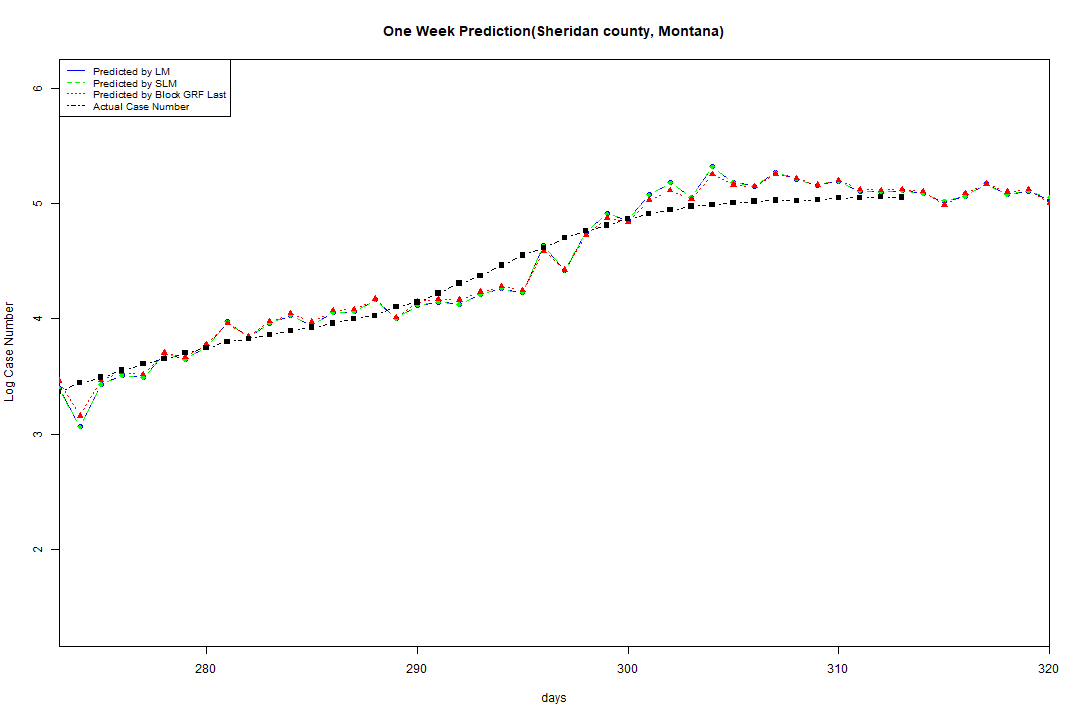 One Week Prediction(Sheridan county, Montana)
Predicted by LM
Predicted by SLM
Predicted by Block GRF Last
Actual Case Number
6
5
4
3
2
Log Case Number
280
290
300
310
320
days